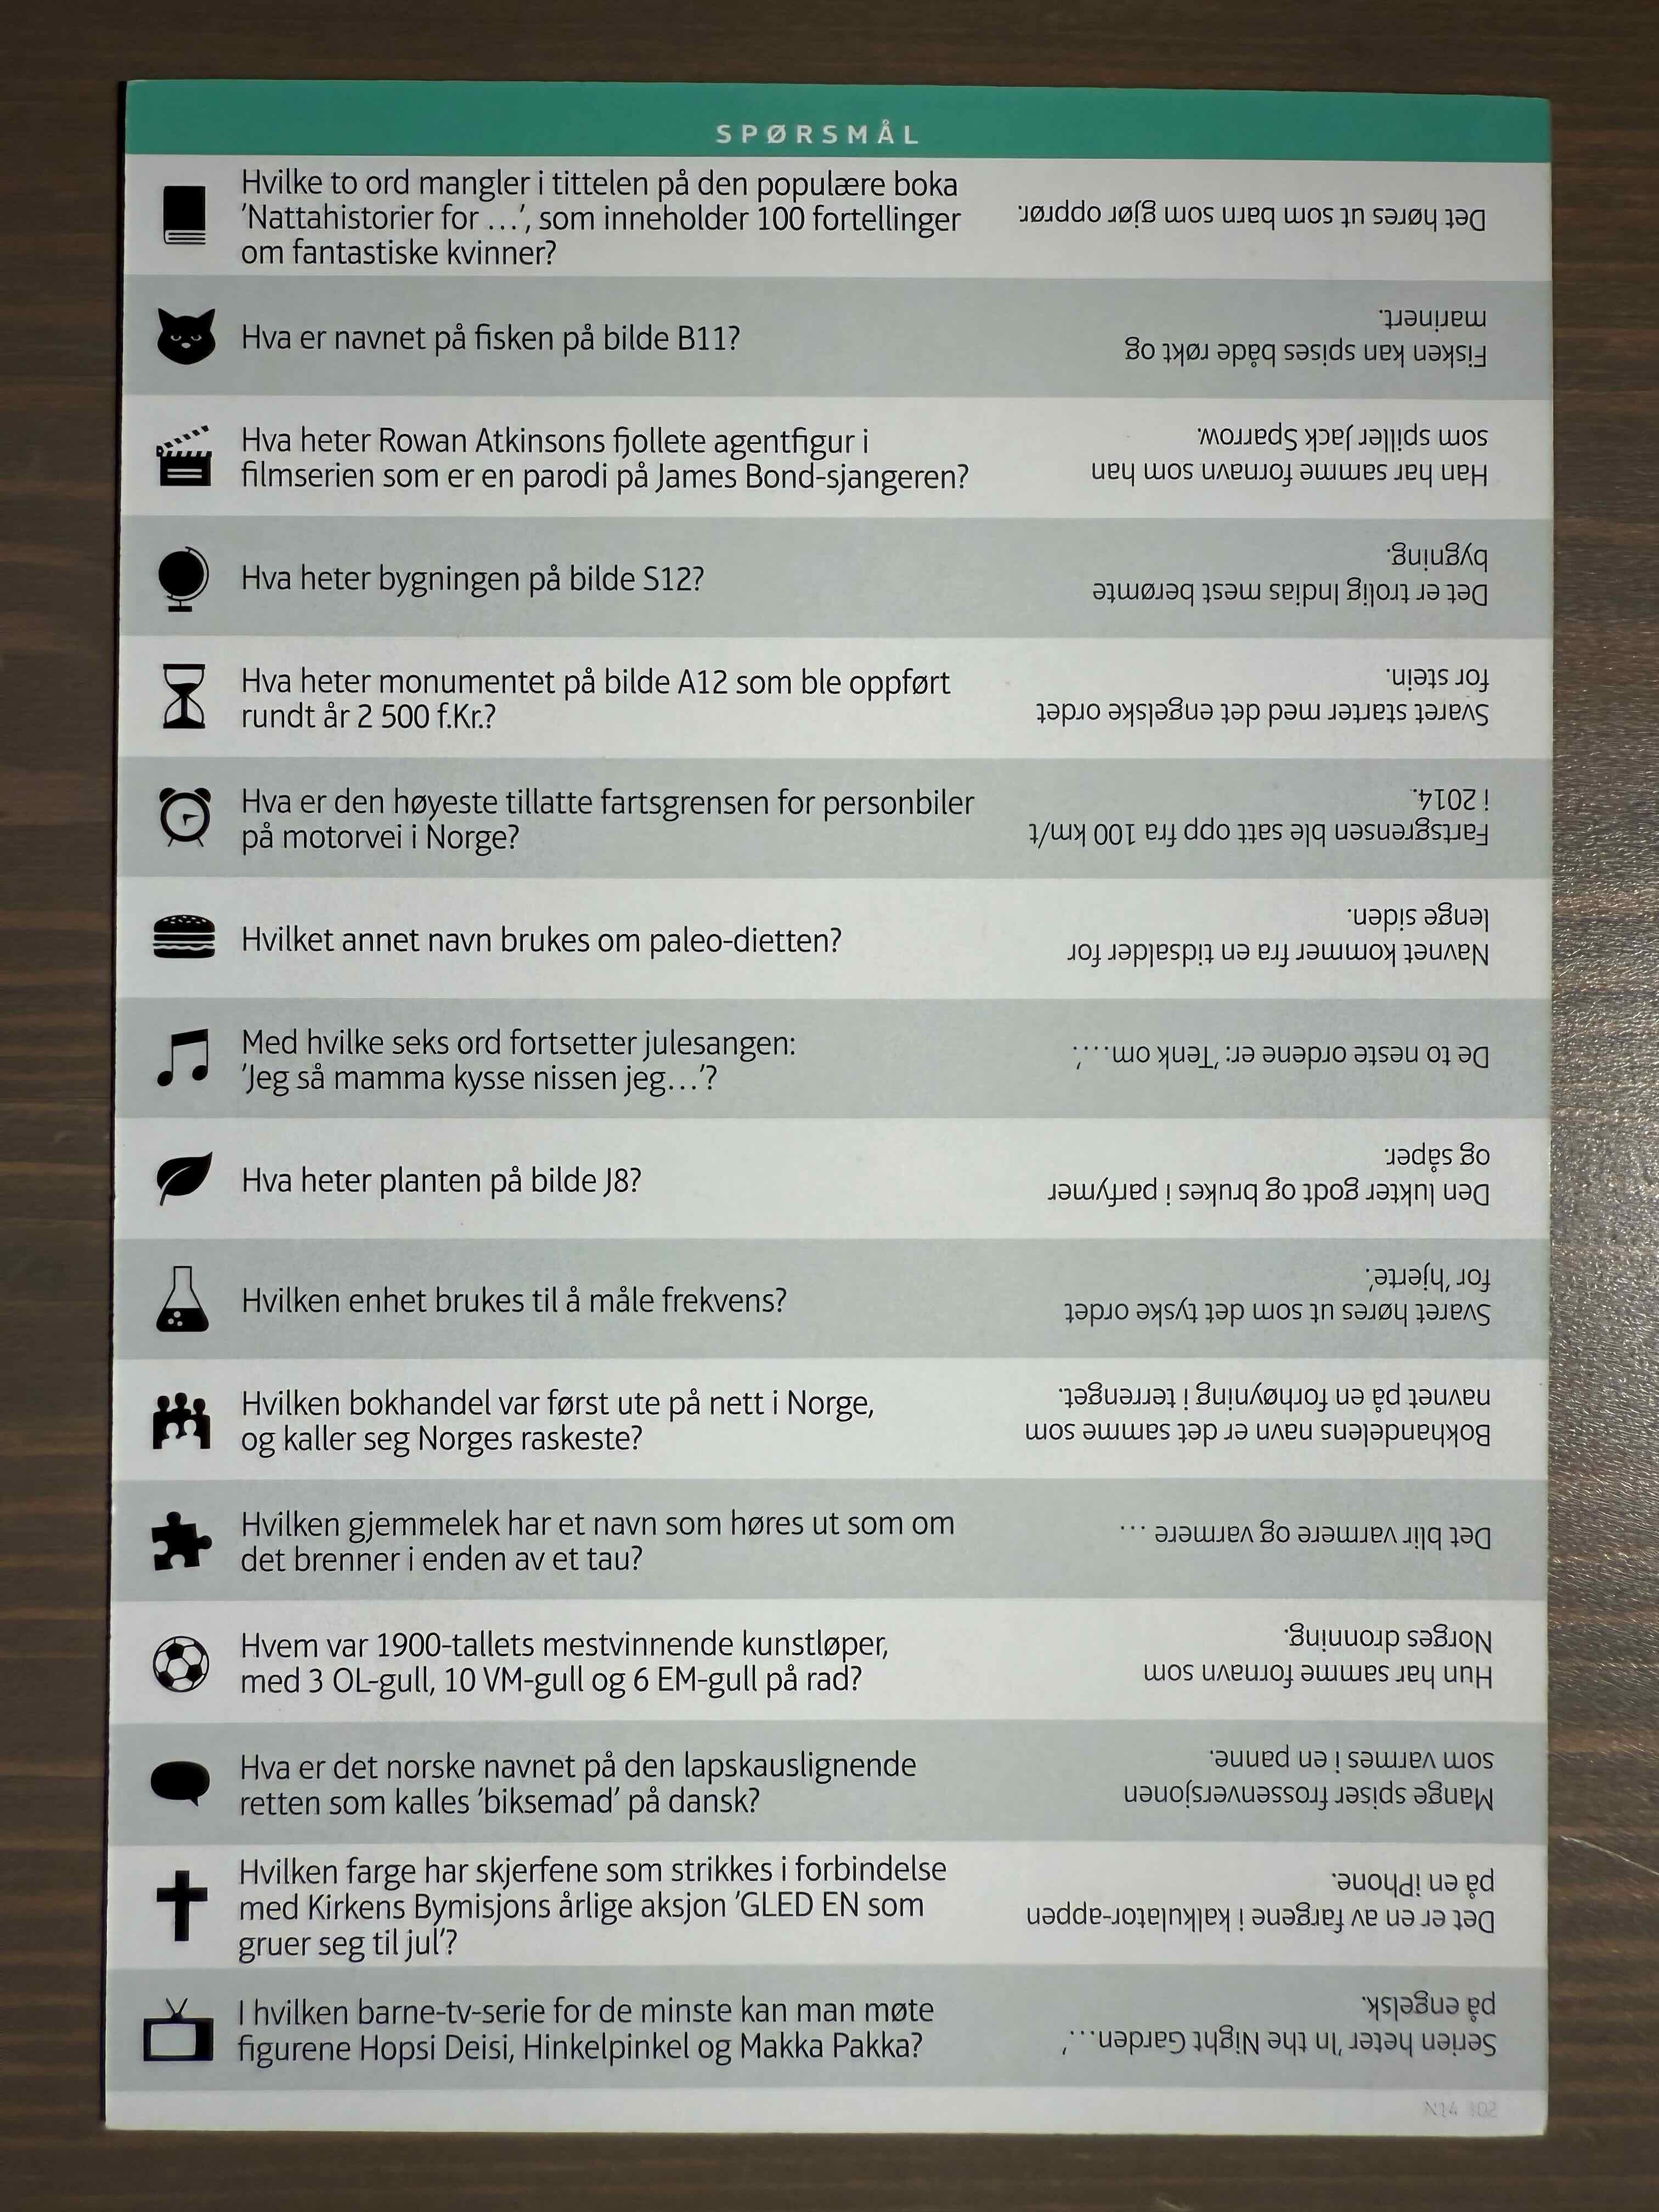 SPØRSMÅL
Hvilke to ord mangler i tittelen på den populære boka
'Nattahistorier for ...', som inneholder 100 fortellinger
om fantastiske kvinner?
Det høres ut som barn som gjør opprør.
Hva er navnet på fisken på bilde B11?
Fisken kan spises både røkt og
marinert.
Hva heter Rowan Atkinsons fjollete agentfigur i
filmserien som er en parodi på James Bond-sjangeren?
Han har samme fornavn som han
som spiller Jack Sparrow.
Hva heter bygningen på bilde S12?
Det er trolig Indias mest berømte
bygning.
Hva heter monumentet på bilde A12 som ble oppført
rundt år 2 500 f.Kr.?
Svaret starter med det engelske ordet
for stein.
Hva er den høyeste tillatte fartsgrensen for personbiler
på motorvei i Norge?
Fartsgrensen ble satt opp fra 100 km/t
i 2014.
Hvilket annet navn brukes om paleo-dietten?
Navnet kommer fra en tidsalder for
lenge siden.
Med hvilke seks ord fortsetter julesangen:
'Jeg så mamma kysse nissen jeg...'?
De to neste ordene er: 'Tenk om....'.
Hva heter planten på bilde J8?
Den lukter godt og brukes i parfymer
og såper.
Hvilken enhet brukes til å måle frekvens?
Svaret høres ut som det tyske ordet
for 'hjerte'.
Hvilken bokhandel var først ute på nett i Norge,
og kaller seg Norges raskeste?
Bokhandelens navn er det samme som
navnet på en forhøyning i terrenget.
Hvilken gjemmelek har et navn som høres ut som om
det brenner i enden av et tau?
Det blir varmere og varmere ...
Hvem var 1900-tallets mestvinnende kunstløper,
med 3 OL-gull, 10 VM-gull og 6 EM-gull på rad?
Hun har samme fornavn som
Norges dronning.
Hva er det norske navnet på den lapskauslignende
retten som kalles 'biksemad' på dansk?
Mange spiser frossenversjonen
som varmes i en panne.
Hvilken farge har skjerfene som strikkes i forbindelse
med Kirkens Bymisjons årlige aksjon 'GLED EN som
gruer seg til jul'?
Det er en av fargene i kalkulator-appen
på en iPhone.
I hvilken barne-tv-serie for de minste kan man møte
figurene Hopsi Deisi, Hinkelpinkel og Makka Pakka?
Serien heter 'In the Night Garden...'
på engelsk.
N14 102